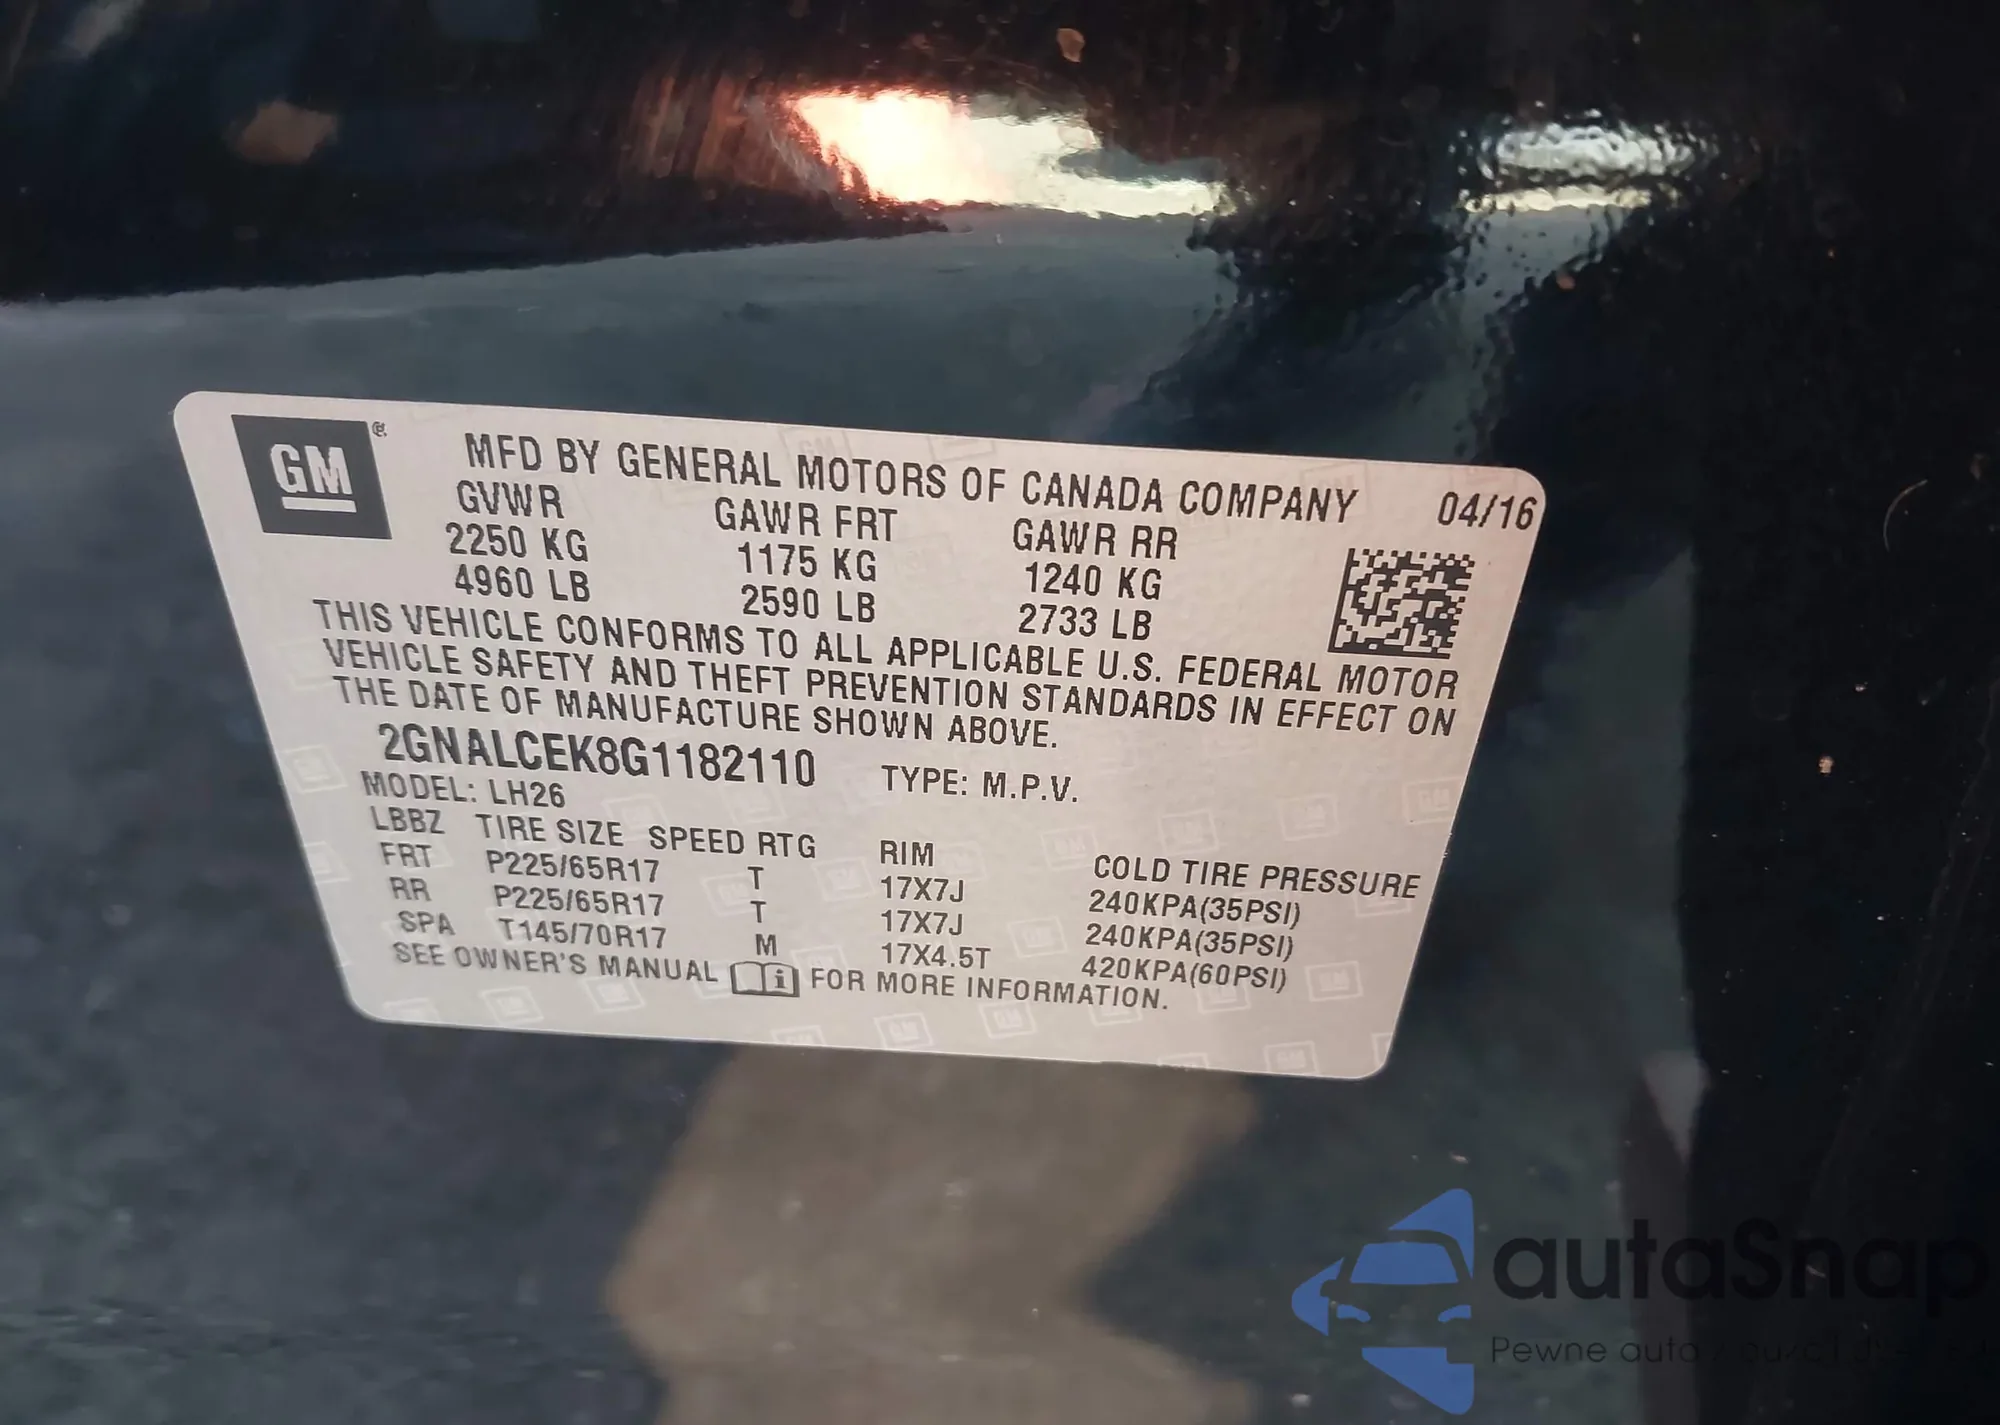 GM
MFD BY GENERAL MOTORS OF CANADA COMPANY 04/16
GVWR GAWR FRT GAWR RR
2250 KG 1175 KG 1240 KG
4960 LB 2590 LB 2733 LB
THIS VEHICLE CONFORMS TO ALL APPLICABLE U.S. FEDERAL MOTOR
VEHICLE SAFETY AND THEFT PREVENTION STANDARDS IN EFFECT ON
THE DATE OF MANUFACTURE SHOWN ABOVE.
2GNALCEK8G1182110 TYPE: M.P.V.
MODEL: LH26
LBBZ TIRE SIZE SPEED RTG RIM COLD TIRE PRESSURE
FRT P225/65R17 T 17X7J 240KPA(35PSI)
RR P225/65R17 T 17X7J 240KPA(35PSI)
SPA T145/70R17 M 17X4.5T 420KPA(60PSI)
SEE OWNER'S MANUAL i FOR MORE INFORMATION.
autaSnap
Pewne auta